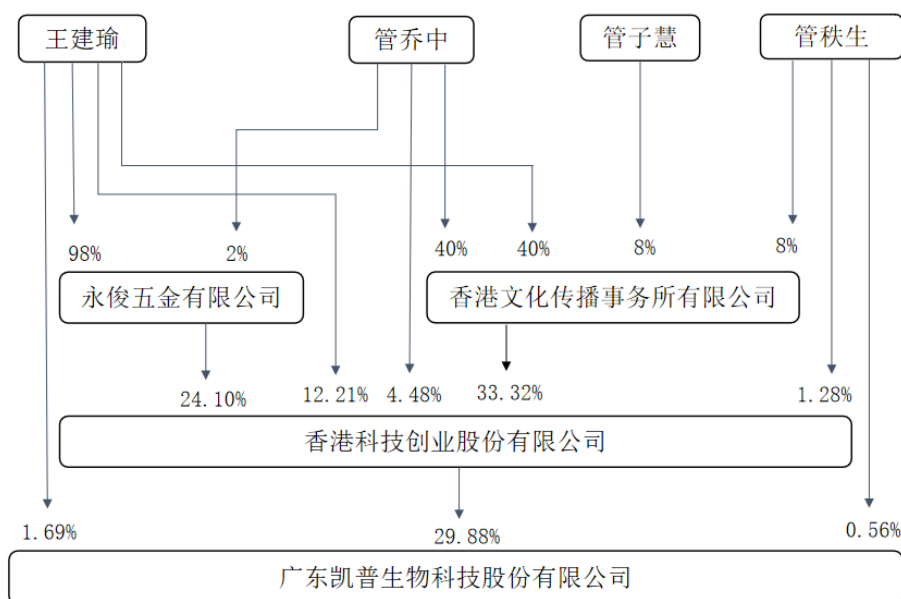 王建瑜 管乔中 管子慧 管秩生
98% 2% 40% 40% 8% 8%
永俊五金有限公司 香港文化传播事务所有限公司
24.10% 12.21% 4.48% 33.32% 1.28%
香港科技创业股份有限公司
1.69% 29.88% 0.56%
广东凯普生物科技股份有限公司